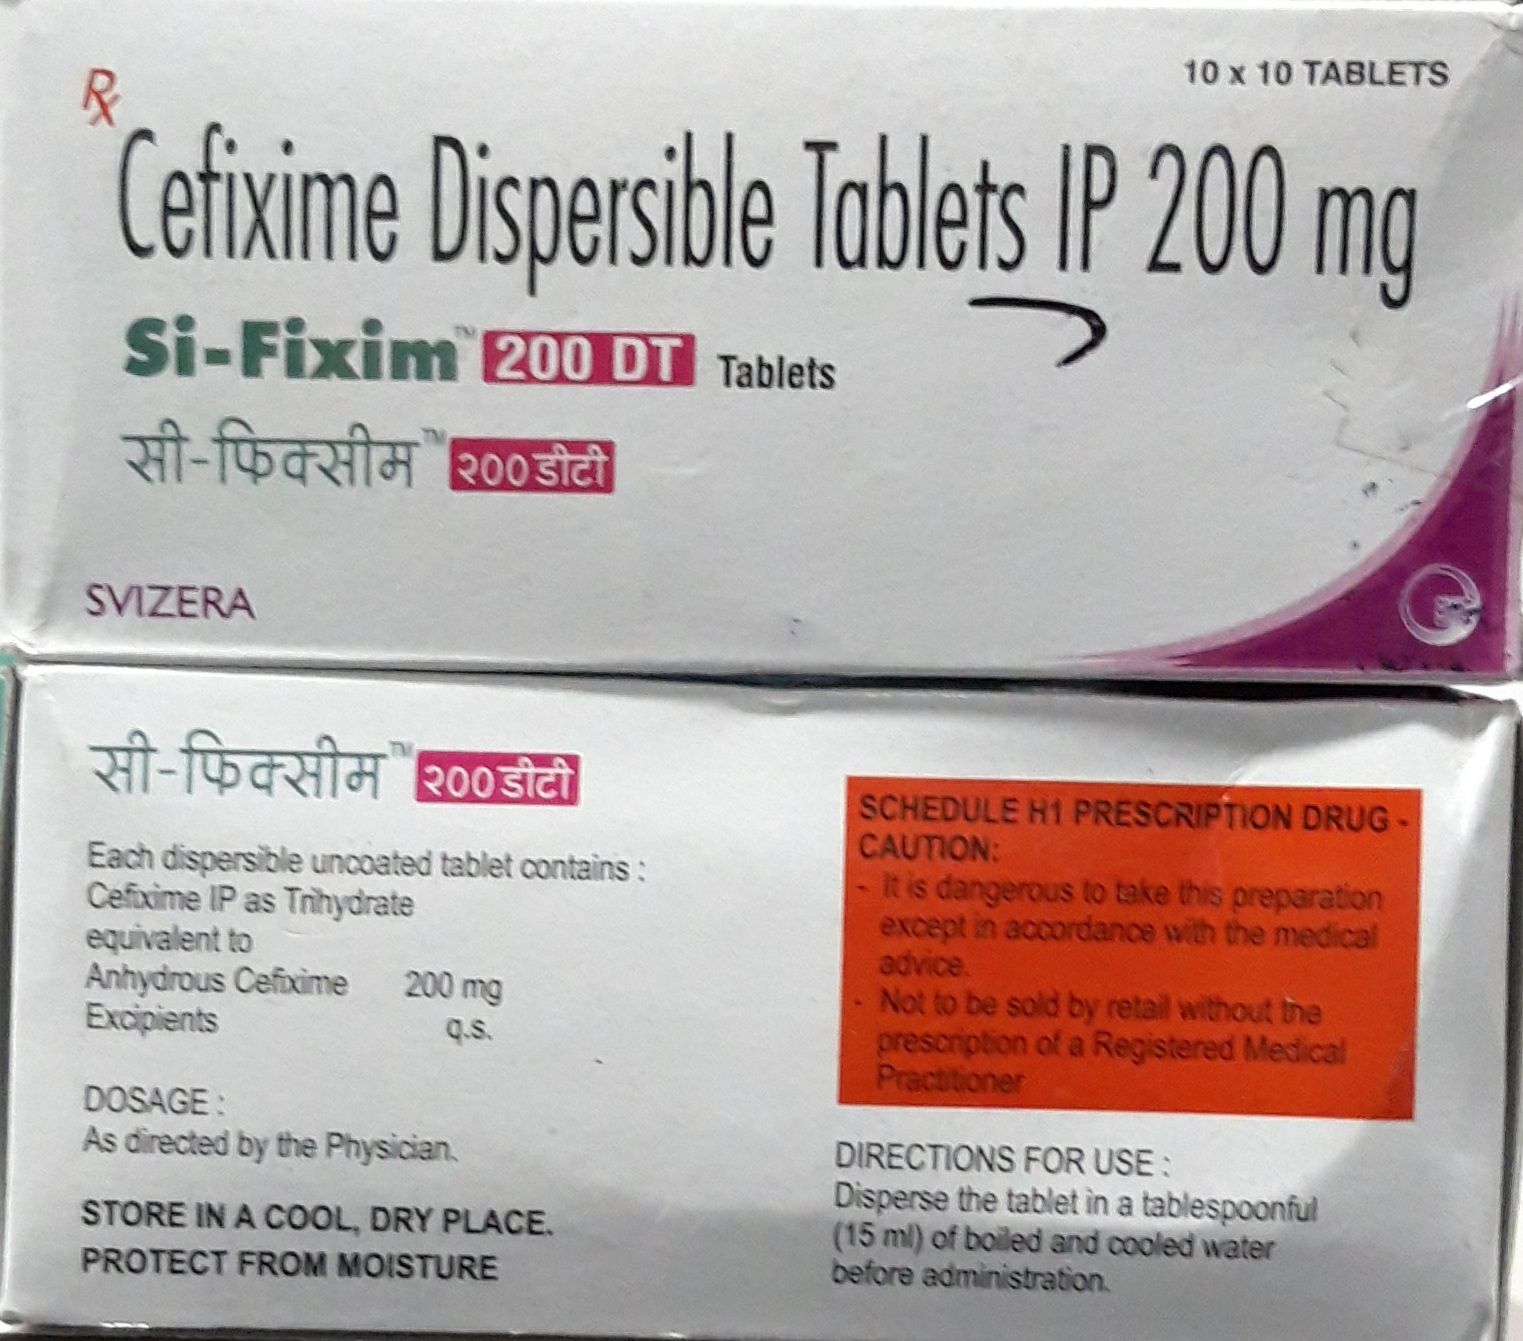 10 x 10 TABLETS
Rx
Cefixime Dispersible Tablets IP 200 mg
Si-Fixim™ 200 DT Tablets
सी-फिक्सीम™ २०० डीटी
SVIZERA
सी-फिक्सीम™ २०० डीटी
Each dispersible uncoated tablet contains :
Cefixime IP as Trihydrate
equivalent to
Anhydrous Cefixime 200 mg
Excipients q.s.
DOSAGE :
As directed by the Physician.
STORE IN A COOL, DRY PLACE.
PROTECT FROM MOISTURE
SCHEDULE H1 PRESCRIPTION DRUG -
CAUTION:
- It is dangerous to take this preparation
except in accordance with the medical
advice.
- Not to be sold by retail without the
prescription of a Registered Medical
Practitioner
DIRECTIONS FOR USE :
Disperse the tablet in a tablespoonful
(15 ml) of boiled and cooled water
before administration.